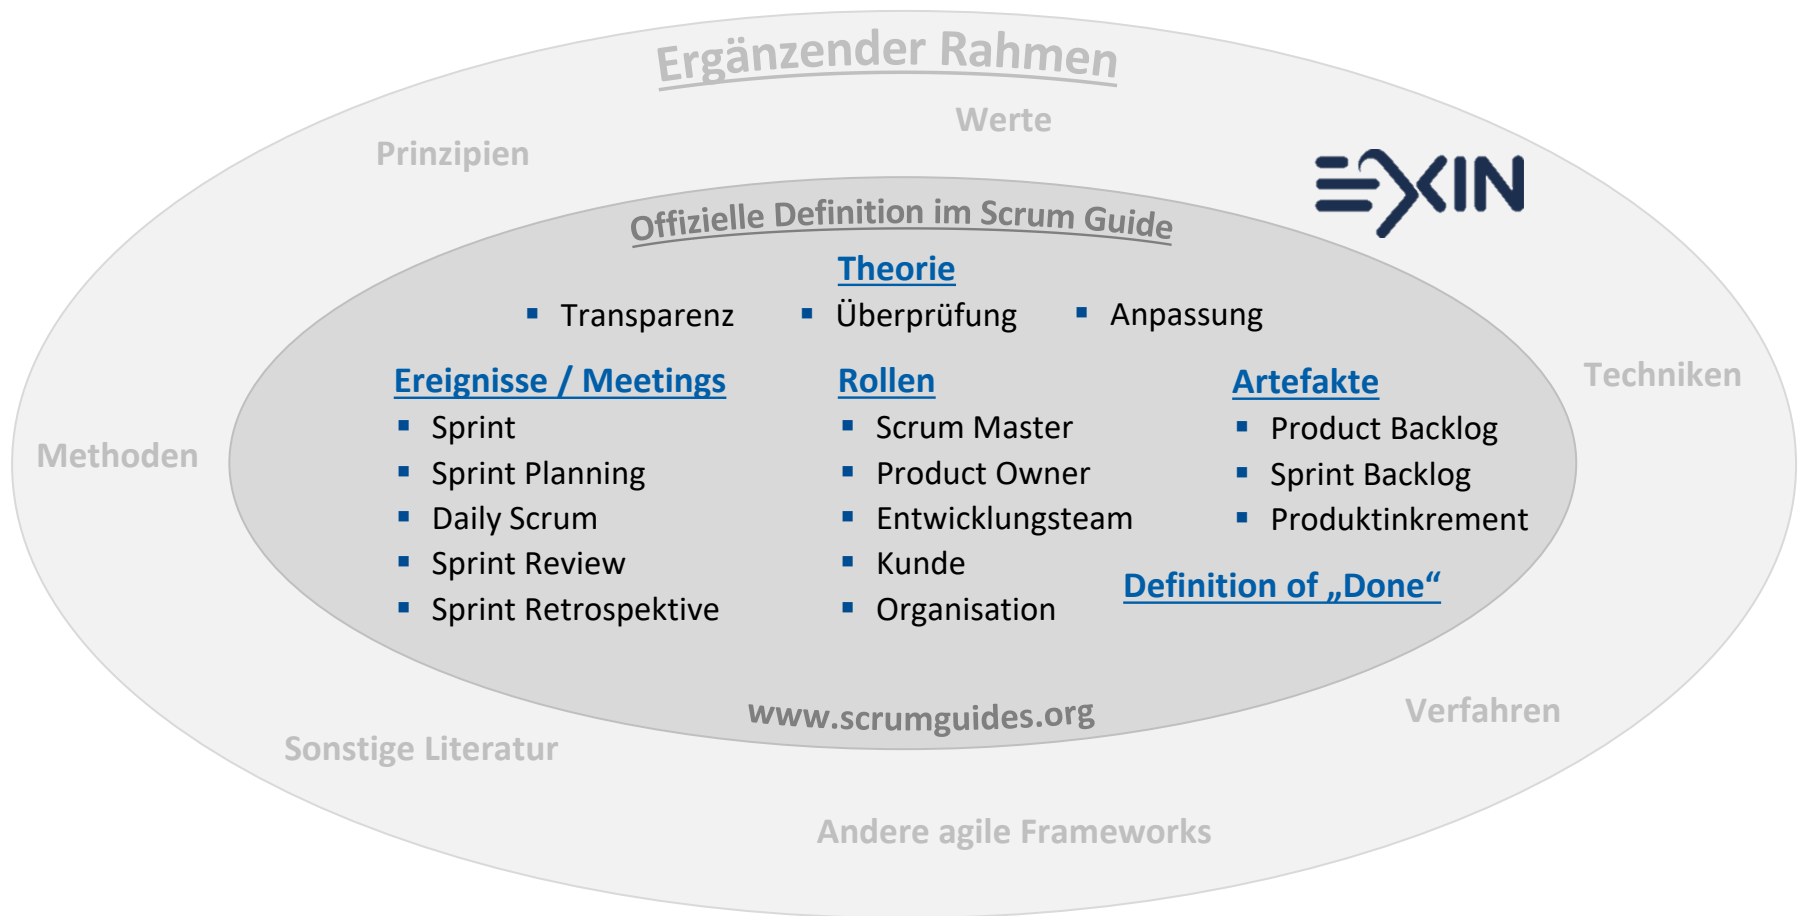 Ergänzender Rahmen
Werte
Prinzipien
EXIN
Offizielle Definition im Scrum Guide
Theorie
▪ Transparenz ▪ Überprüfung ▪ Anpassung
Ereignisse / Meetings
▪ Sprint
▪ Sprint Planning
▪ Daily Scrum
▪ Sprint Review
▪ Sprint Retrospektive
Rollen
▪ Scrum Master
▪ Product Owner
▪ Entwicklungsteam
▪ Kunde
▪ Organisation
Artefakte
▪ Product Backlog
▪ Sprint Backlog
▪ Produktinkrement
Definition of „Done“
Techniken
Methoden
www.scrumguides.org
Verfahren
Sonstige Literatur
Andere agile Frameworks